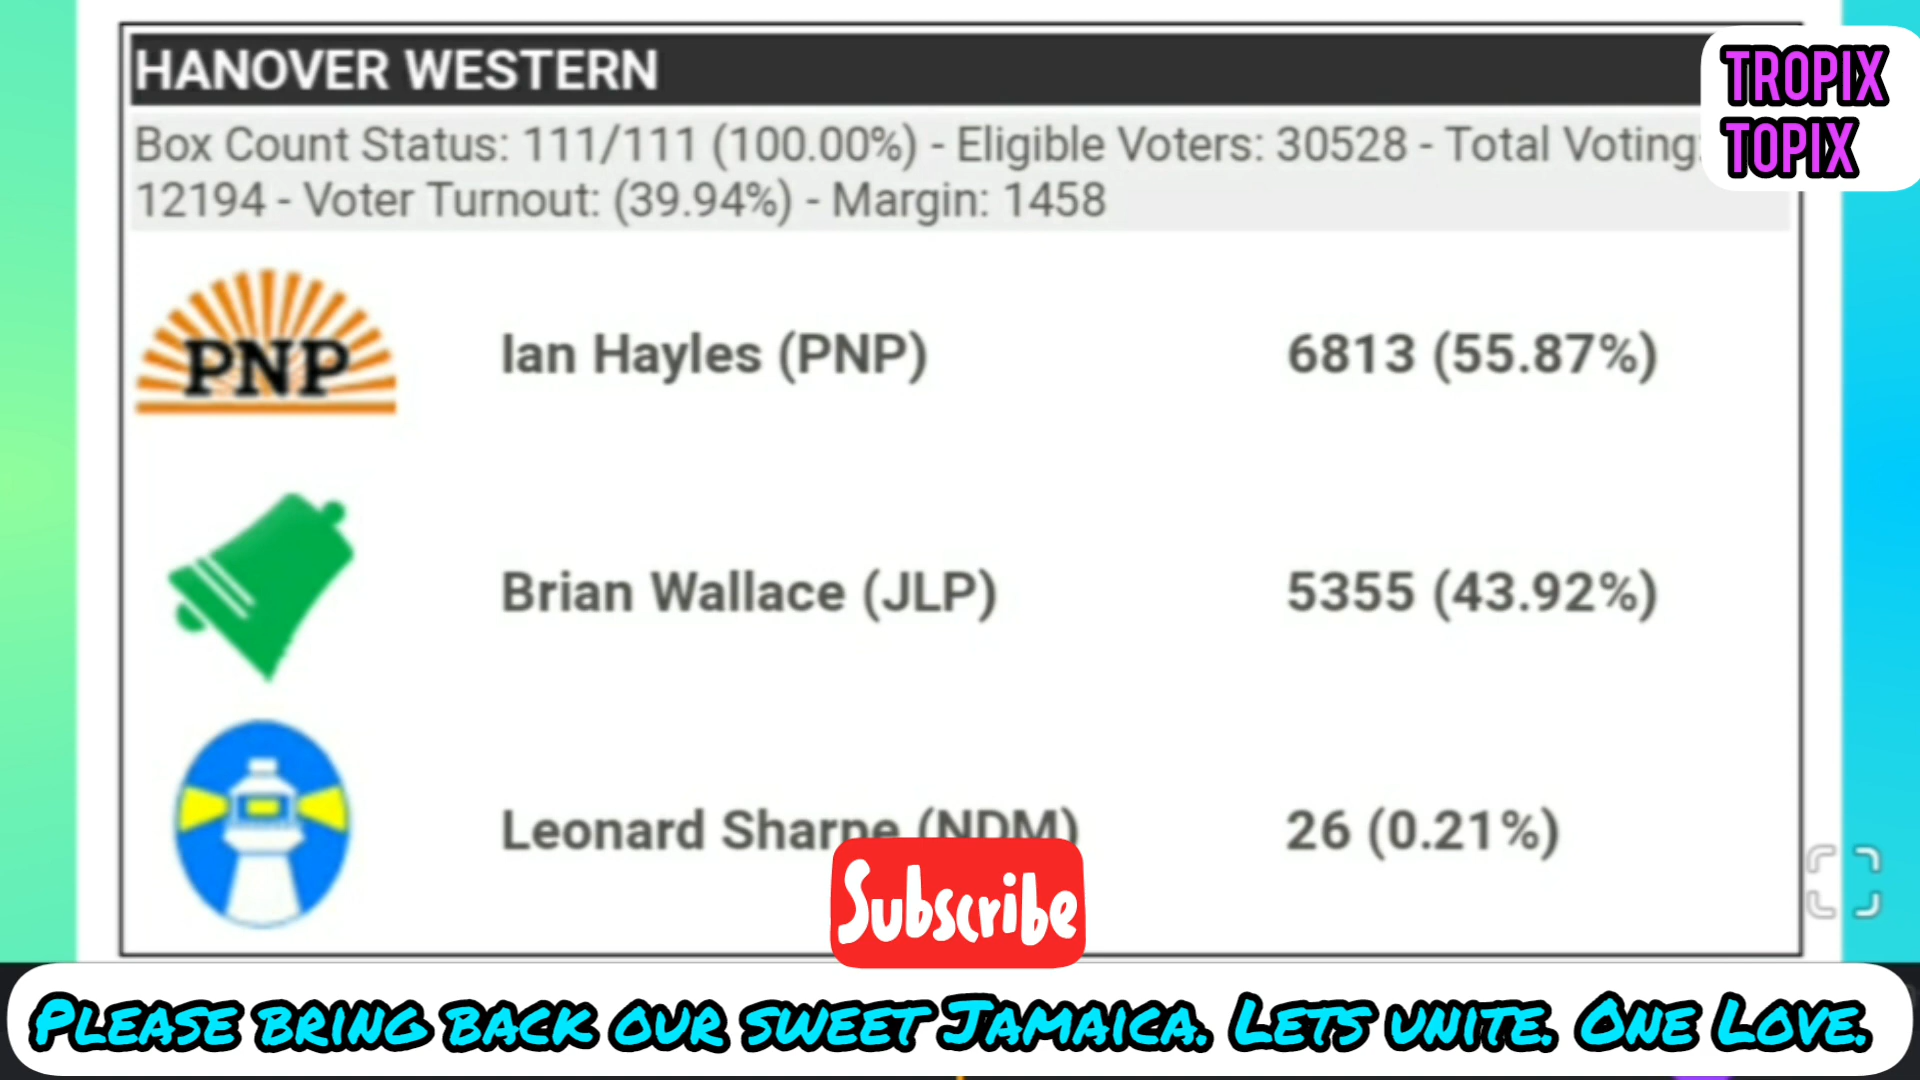 HANOVER WESTERN
TROPIX
TOPIX
Box Count Status: 111/111 (100.00%) - Eligible Voters: 30528 - Total Voting:
12194 - Voter Turnout: (39.94%) - Margin: 1458
PNP
Ian Hayles (PNP) 6813 (55.87%)
Brian Wallace (JLP) 5355 (43.92%)
Leonard Sharpe (NDM) 26 (0.21%)
Subscribe
Please bring back our sweet Jamaica. Lets unite. One Love.